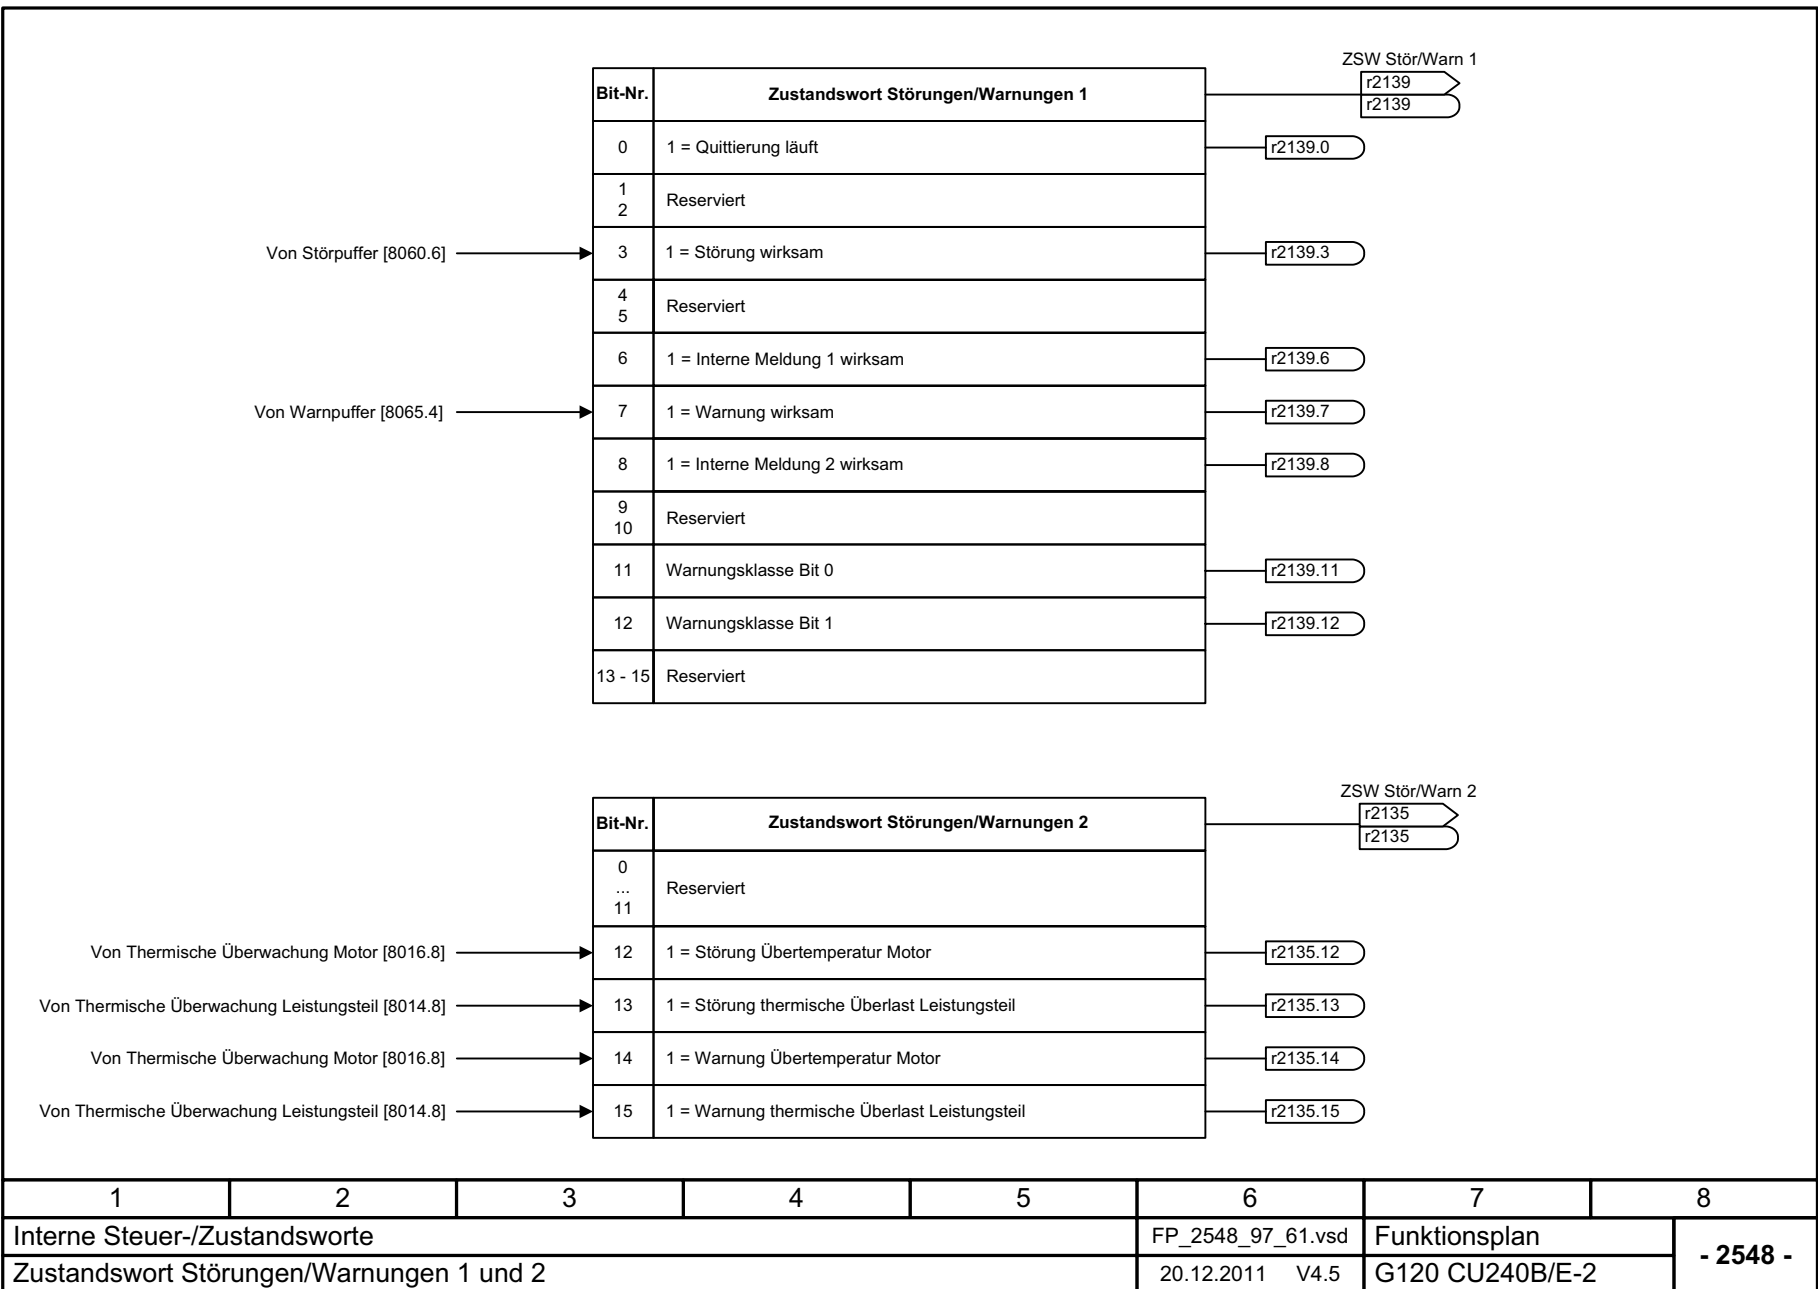 ZSW Stör/Warn 1
Bit-Nr. Zustandswort Störungen/Warnungen 1 r2139
r2139
0 1 = Quittierung läuft r2139.0
1
2
Reserviert
Von Störpuffer [8060.6] 3 1 = Störung wirksam r2139.3
4
5
Reserviert
6 1 = Interne Meldung 1 wirksam r2139.6
Von Warnpuffer [8065.4] 7 1 = Warnung wirksam r2139.7
8 1 = Interne Meldung 2 wirksam r2139.8
9
10
Reserviert
11 Warnungsklasse Bit 0 r2139.11
12 Warnungsklasse Bit 1 r2139.12
13 - 15 Reserviert
ZSW Stör/Warn 2
Bit-Nr. Zustandswort Störungen/Warnungen 2 r2135
r2135
0
...
11
Reserviert
Von Thermische Überwachung Motor [8016.8] 12 1 = Störung Übertemperatur Motor r2135.12
Von Thermische Überwachung Leistungsteil [8014.8] 13 1 = Störung thermische Überlast Leistungsteil r2135.13
Von Thermische Überwachung Motor [8016.8] 14 1 = Warnung Übertemperatur Motor r2135.14
Von Thermische Überwachung Leistungsteil [8014.8] 15 1 = Warnung thermische Überlast Leistungsteil r2135.15
1 2 3 4 5 6 7 8
Interne Steuer-/Zustandsworte FP_2548_97_61.vsd Funktionsplan - 2548 -
Zustandswort Störungen/Warnungen 1 und 2 20.12.2011 V4.5 G120 CU240B/E-2